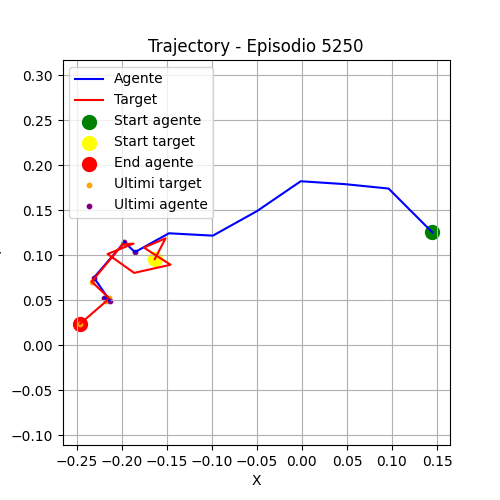 Trajectory - Episodio 5250
Agente
Target
Start agente
Start target
End agente
Ultimi target
Ultimi agente
0.30
0.25
0.20
0.15
0.10
0.05
0.00
−0.05
−0.10
−0.25 −0.20 −0.15 −0.10 −0.05 0.00 0.05 0.10 0.15
X